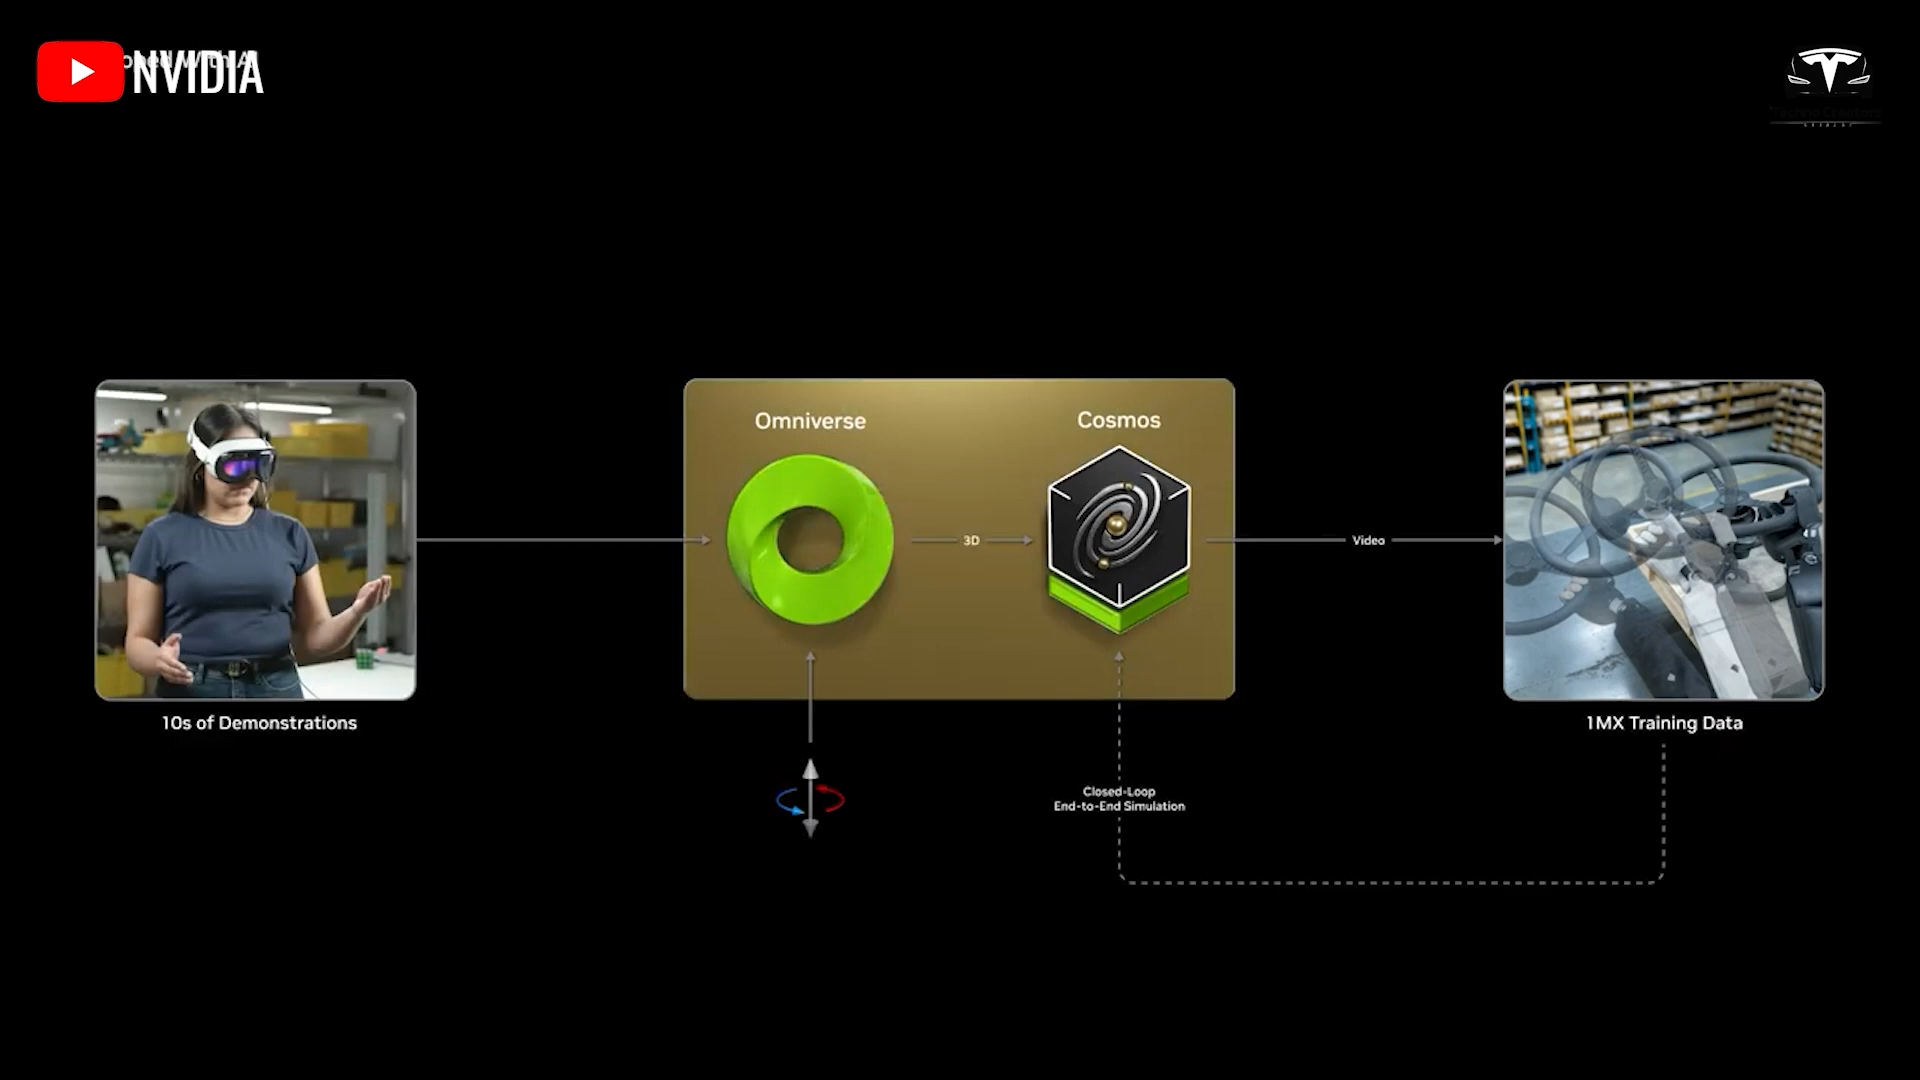 NVIDIA
Omniverse
Cosmos
3D
Video
10s of Demonstrations
1MX Training Data
Closed-Loop
End-to-End Simulation